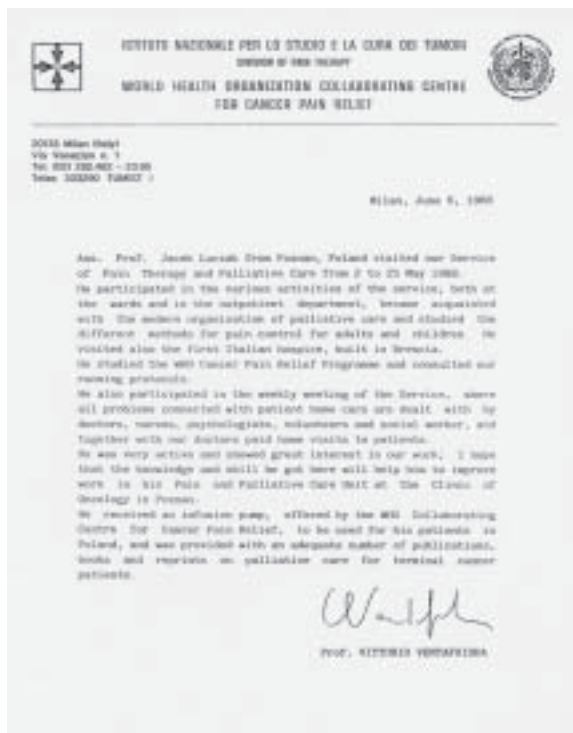 ISTITUTO NAZIONALE PER LO STUDIO E LA CURA DEI TUMORI
DIVISION OF PAIN THERAPY
WORLD HEALTH ORGANIZATION COLLABORATING CENTRE
FOR CANCER PAIN RELIEF
20133 Milan (Italy)
Via Venezian n. 1
Milan, June
Ass. Prof. Jacek Luczak from Poznan, Poland visited our Service
of Pain Therapy and Palliative Care from 2 to 25 May
He participated in the various activities of the service, both at
the wards and in the outpatient department, became acquainted
with the modern organization of palliative care and studied the
different methods for pain control for adults and children. He
visited also the first Italian hospice, built in Brescia.
He studied the WHO Cancer Pain Relief Programme and consulted our
running protocols.
He also participated in the weekly meeting of the Service, where
all problems connected with patient home care are dealt with by
doctors, nurses, psychologists, volunteers and social worker, and
together with our doctors paid home visits to patients.
He was very active and showed great interest in our work, I hope
that the knowledge and skill he got here will help him to improve
work in his Pain and Palliative Care Unit at The Clinic of
Oncology in Poznan.
He received an infusion pump, offered by the WHO Collaborating
Centre for Cancer Pain Relief, to be used for his patients in
Poland, and was provided with an adequate number of publications,
books and reprints on palliative care for terminal cancer
patients.
Prof. VITTORIO VENTAFRIDDA